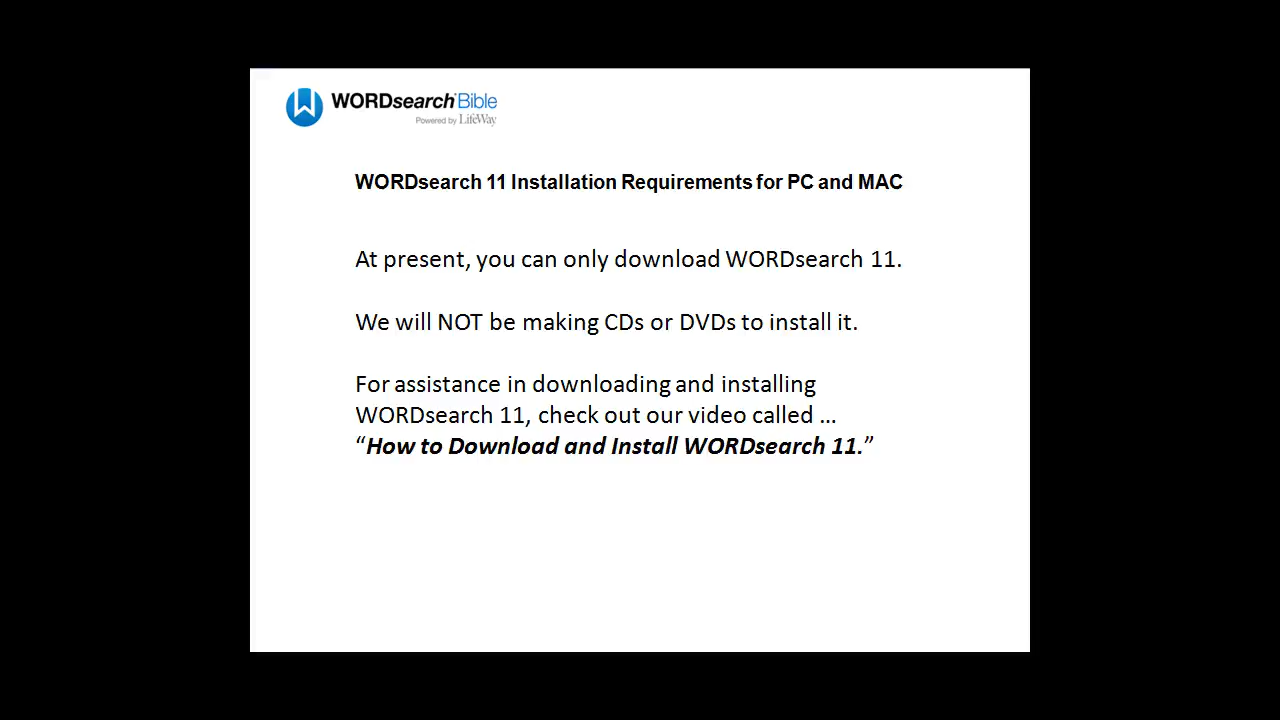 WORDsearch® Bible
Powered by LifeWay
WORDsearch 11 Installation Requirements for PC and MAC
At present, you can only download WORDsearch 11.
We will NOT be making CDs or DVDs to install it.
For assistance in downloading and installing
WORDsearch 11, check out our video called …
“How to Download and Install WORDsearch 11.”